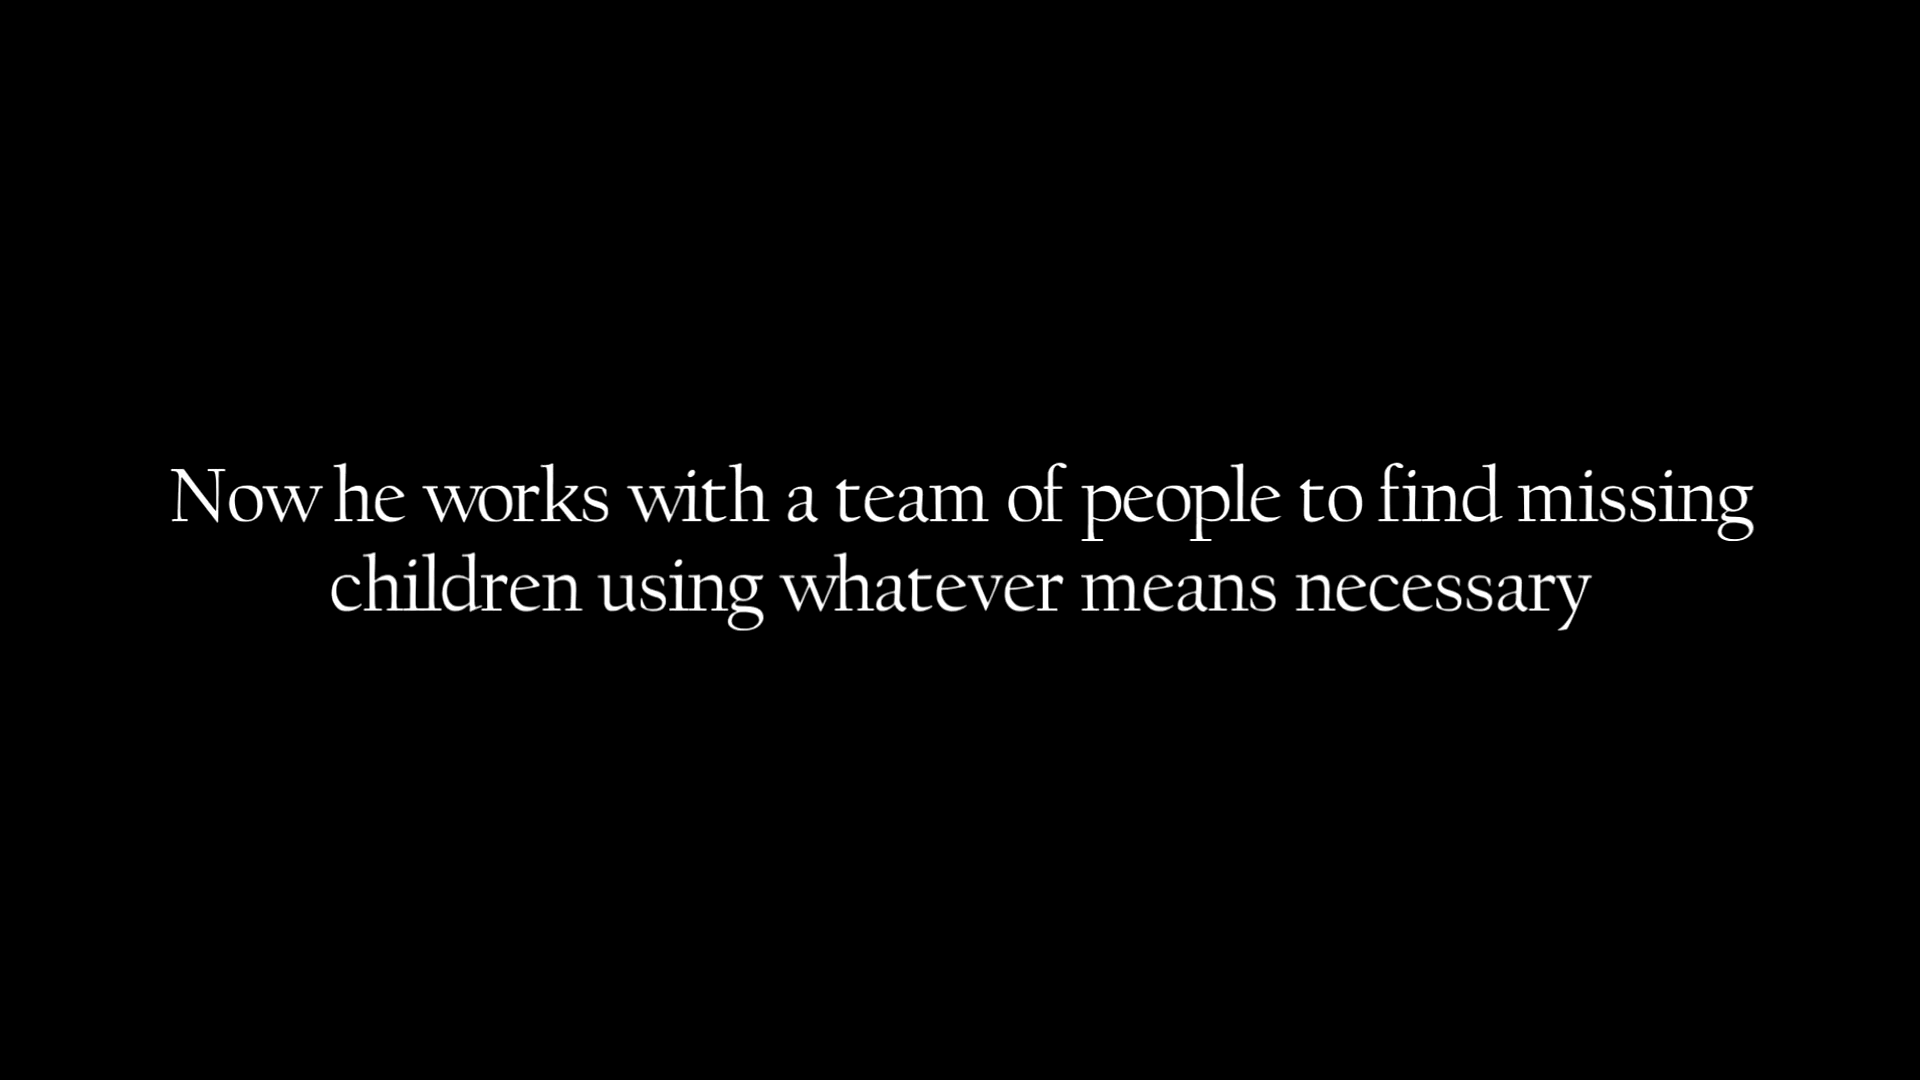 Now he works with a team of people to find missing
children using whatever means necessary